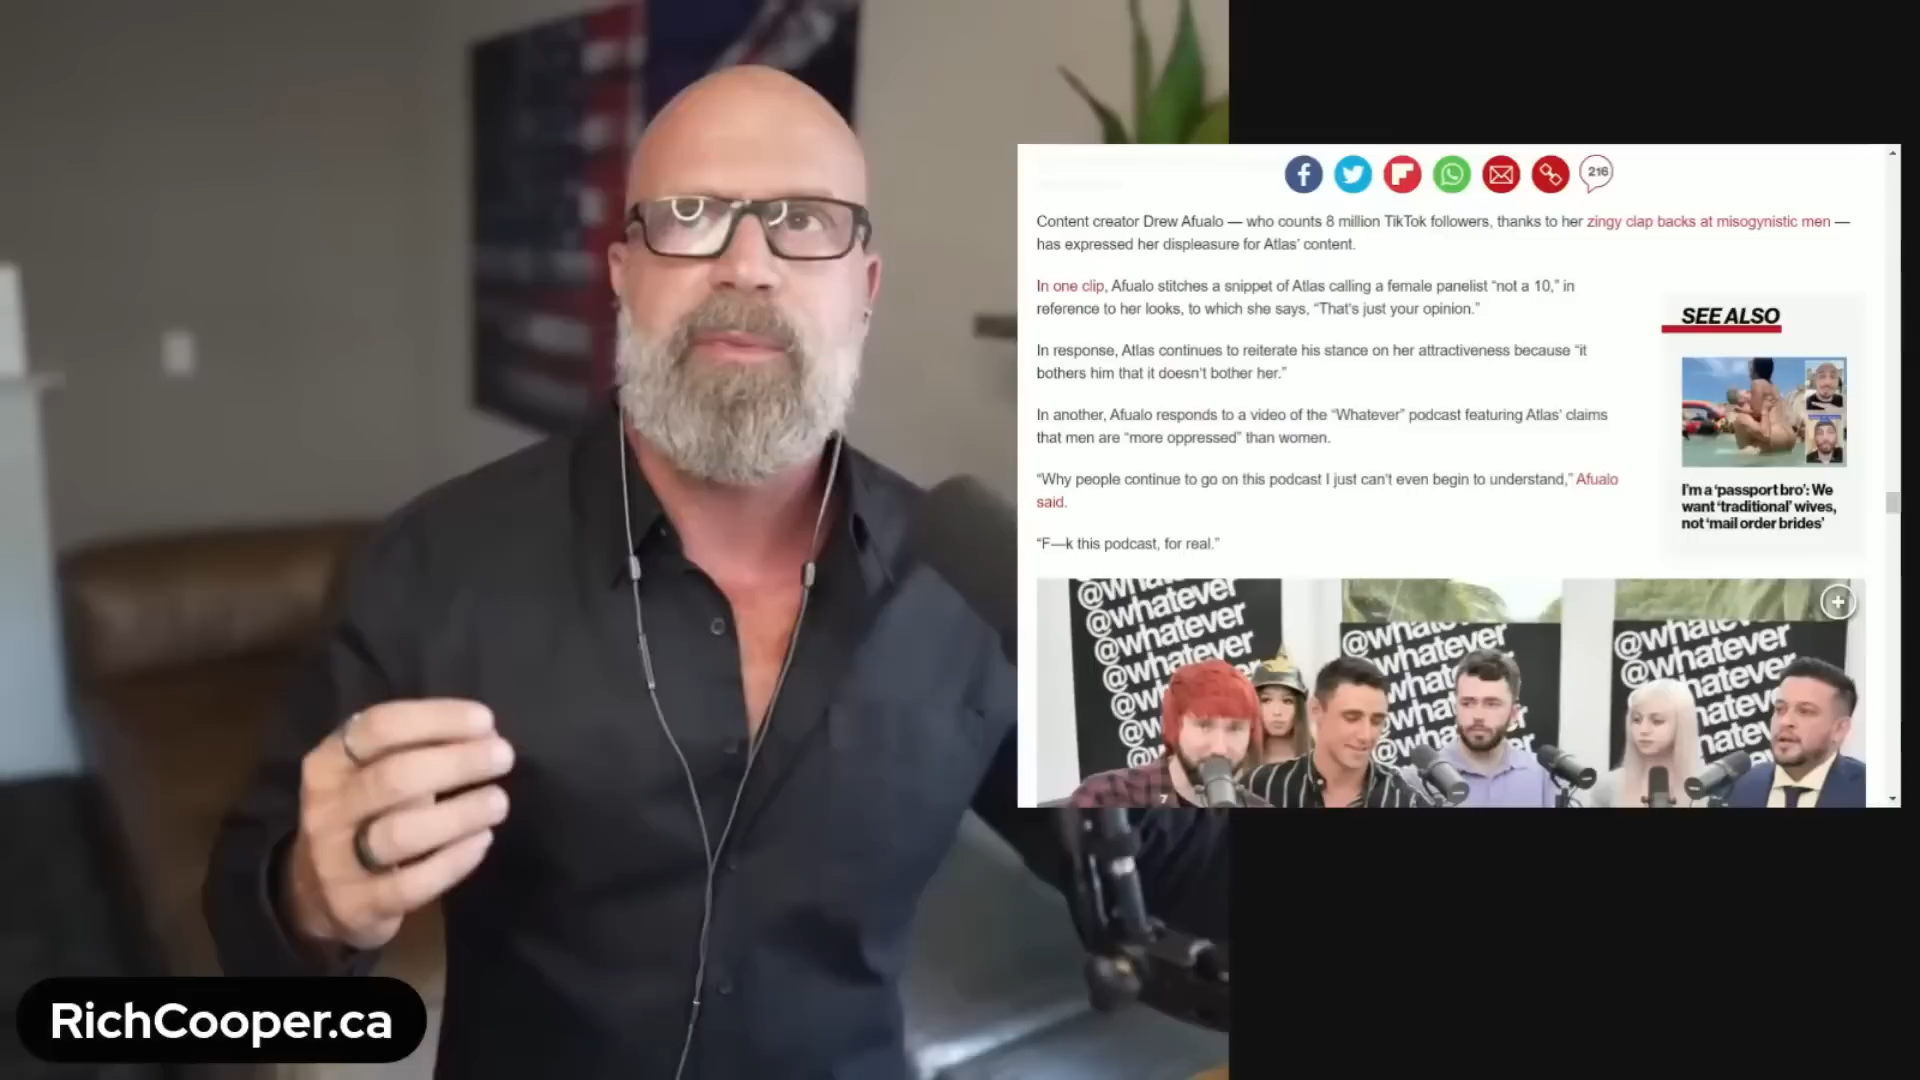 216
Content creator Drew Afualo — who counts 8 million TikTok followers, thanks to her zingy clap backs at misogynistic men —
has expressed her displeasure for Atlas' content.
In one clip, Afualo stitches a snippet of Atlas calling a female panelist “not a 10,” in
reference to her looks, to which she says, “That's just your opinion.”
In response, Atlas continues to reiterate his stance on her attractiveness because “it
bothers him that it doesn't bother her.”
In another, Afualo responds to a video of the “Whatever” podcast featuring Atlas' claims
that men are “more oppressed” than women.
“Why people continue to go on this podcast I just can't even begin to understand,” Afualo
said.
“F—k this podcast, for real.”
SEE ALSO
I'm a ‘passport bro’: We
want ‘traditional’ wives,
not ‘mail order brides’
@whatever
@whatever
@whatever
@whatever
@whatever
@whatever
RichCooper.ca